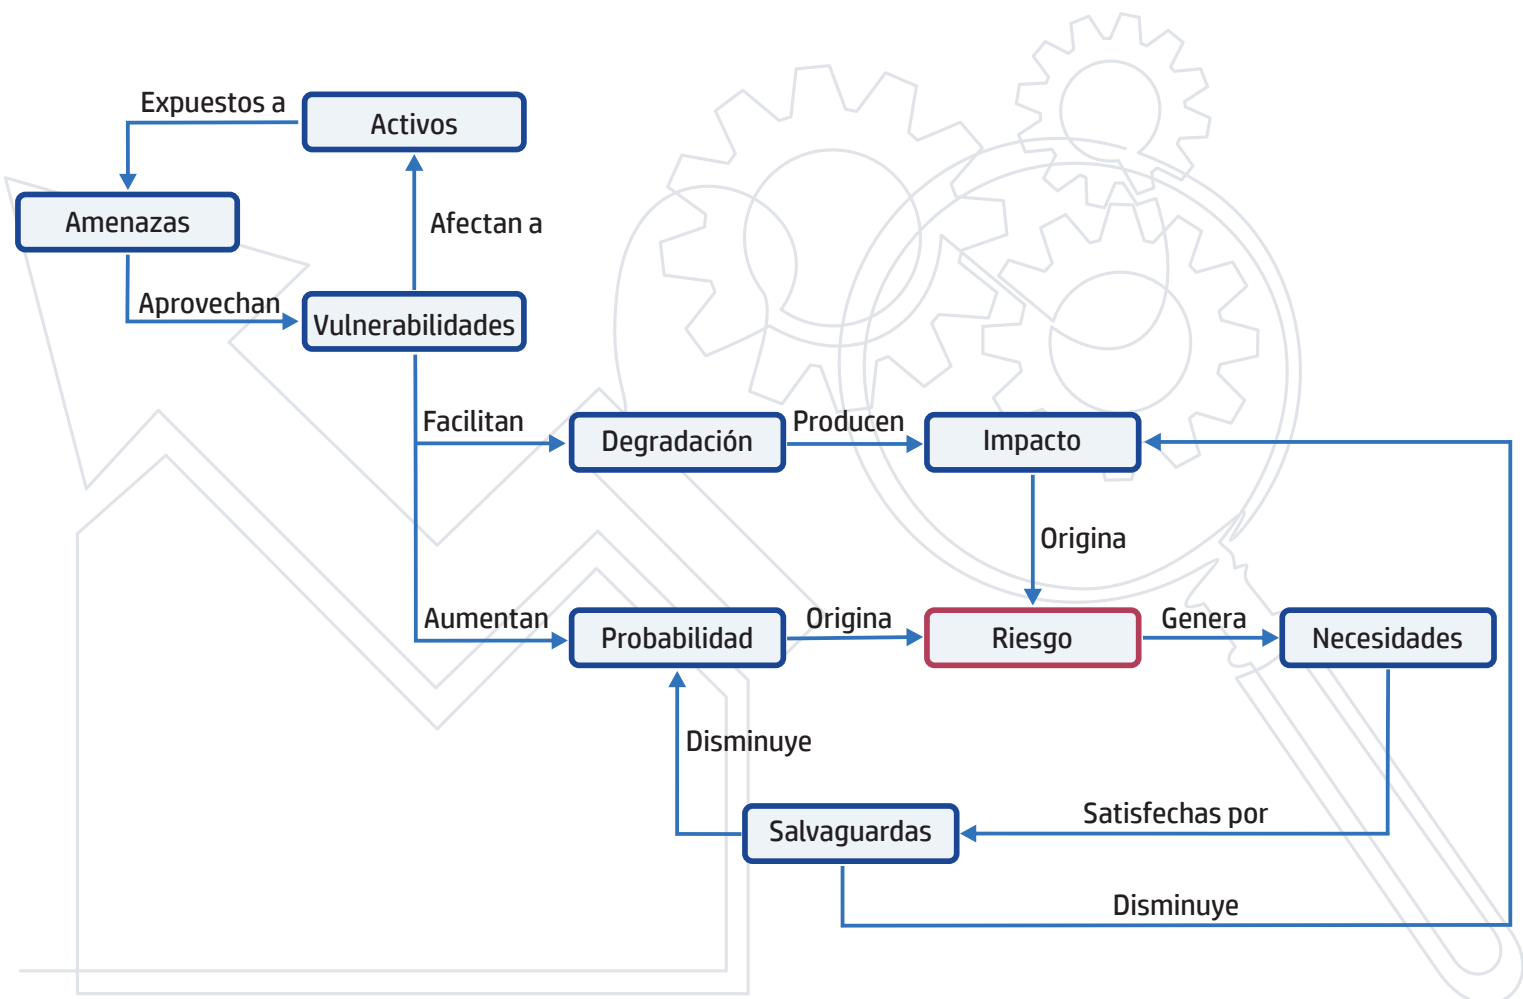 Expuestos a
Activos
Amenazas
Afectan a
Aprovechan
Vulnerabilidades
Facilitan
Degradación
Producen
Impacto
Origina
Aumentan
Probabilidad
Origina
Riesgo
Genera
Necesidades
Disminuye
Salvaguardas
Satisfechas por
Disminuye